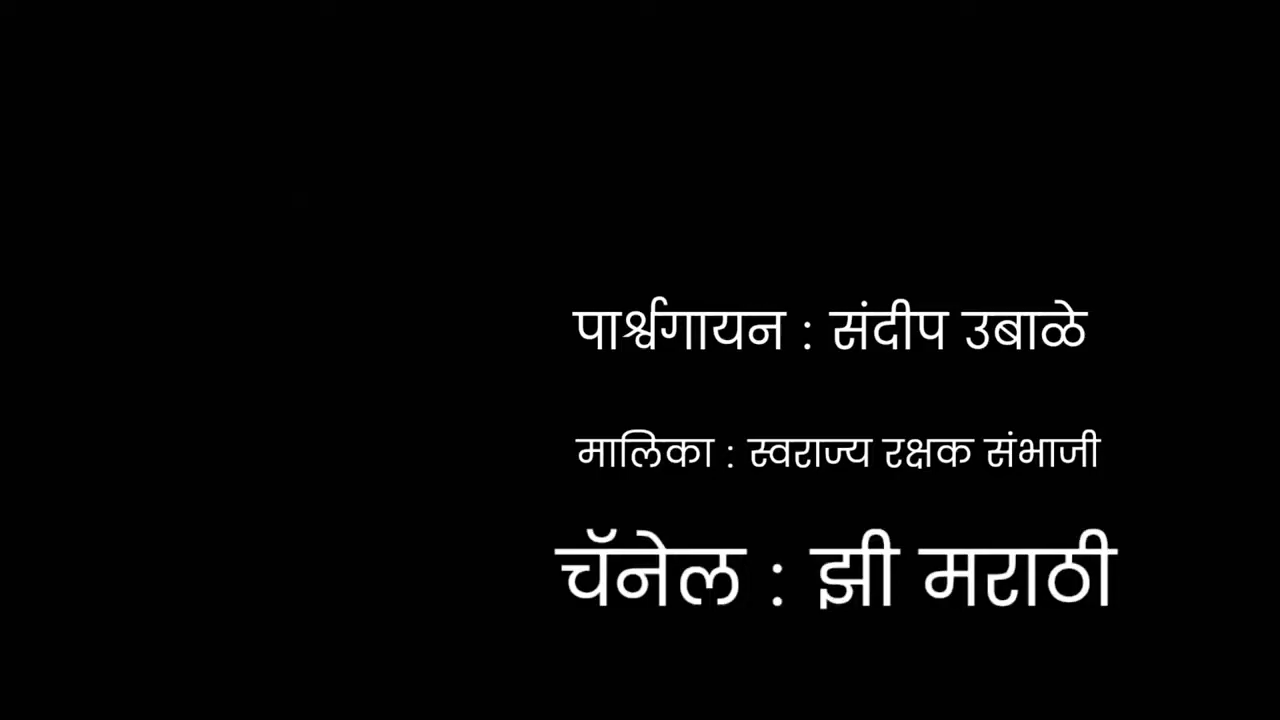 पार्श्वगायन : संदीप उबाळे
मालिका : स्वराज्य रक्षक संभाजी
चॅनेल : झी मराठी